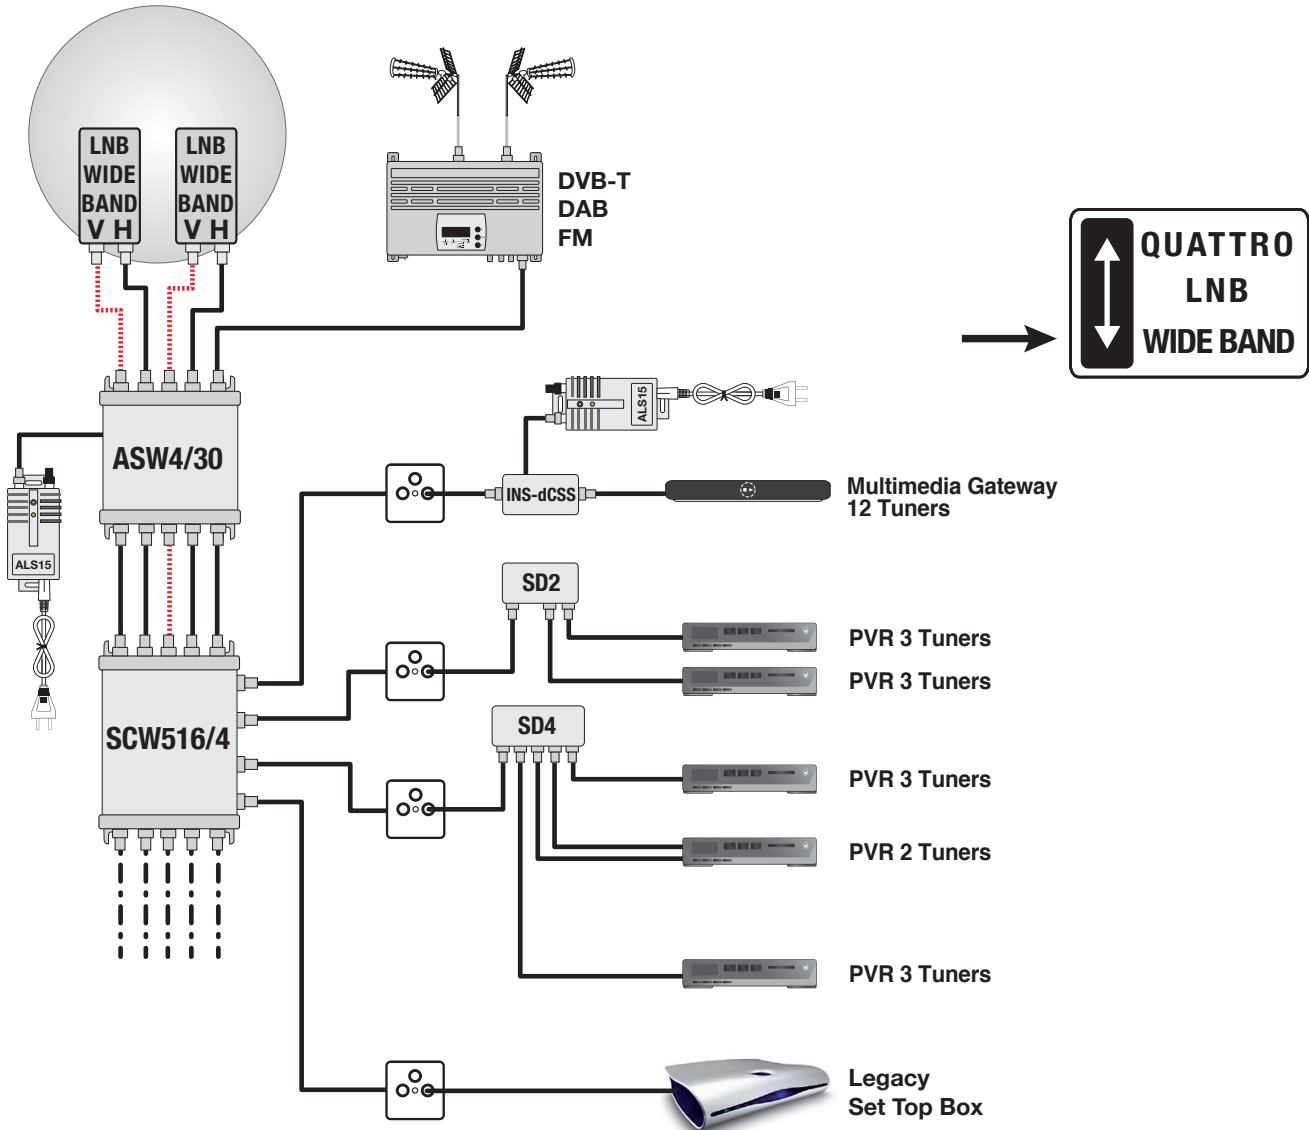 LNB
WIDE
BAND
V H
LNB
WIDE
BAND
V H
DVB-T
DAB
FM
QUATTRO
LNB
WIDE BAND
ALS15
ASW4/30
INS-dCSS
Multimedia Gateway
12 Tuners
ALS15
SD2
PVR 3 Tuners
PVR 3 Tuners
SCW516/4
SD4
PVR 3 Tuners
PVR 2 Tuners
PVR 3 Tuners
Legacy
Set Top Box